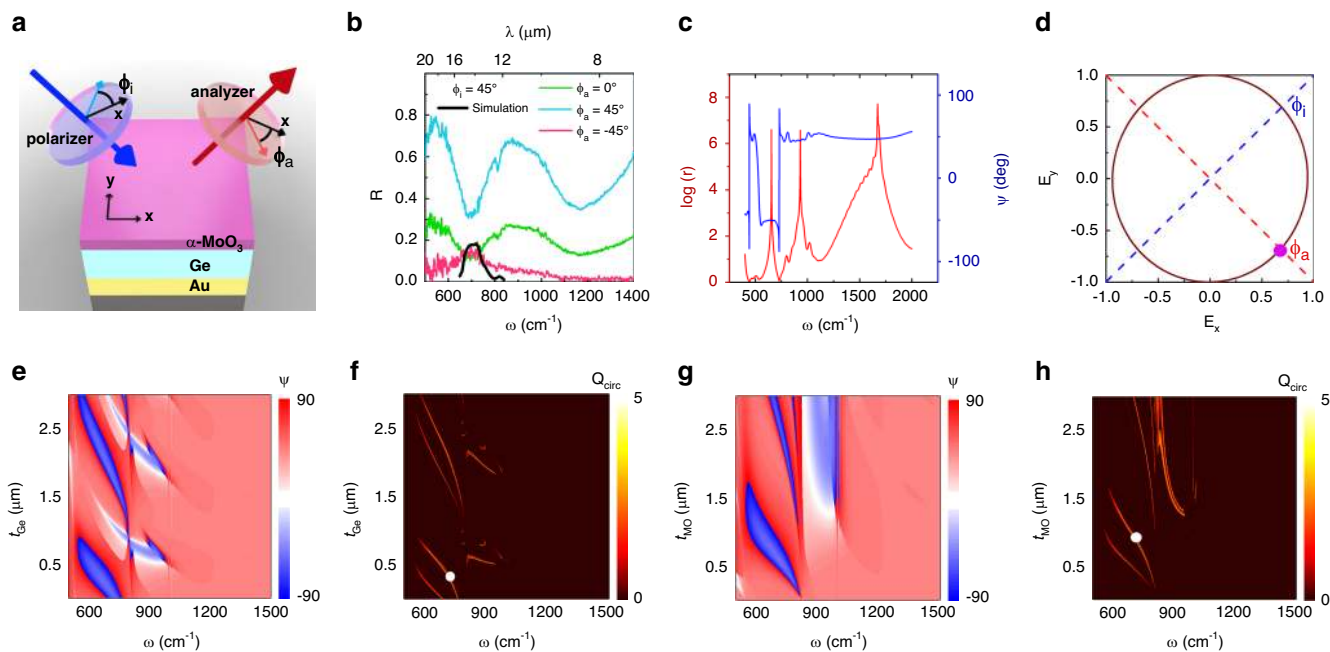 a
ϕi
x
polarizer
analyzer
x
ϕa
y
x
α-MoO3
Ge
Au
b
λ (μm)
20 16 12 8
ϕi = 45°
Simulation
ϕa = 0°
ϕa = 45°
ϕa = -45°
R
0.8
0.6
0.4
0.2
0.0
600 800 1000 1200 1400
ω (cm-1)
c
log (r)
8
6
4
2
0
100
0
-100
ψ (deg)
500 1000 1500 2000
ω (cm-1)
d
Ey
1.0
0.5
0.0
-0.5
-1.0
ϕi
ϕa
-1.0 -0.5 0.0 0.5 1.0
Ex
e
ψ
90
-90
tGe (μm)
2.5
1.5
0.5
600 900 1200 1500
ω (cm-1)
f
Qcirc
5
0
tGe (μm)
2.5
1.5
0.5
600 900 1200 1500
ω (cm-1)
g
ψ
90
-90
tMO (μm)
2.5
1.5
0.5
600 900 1200 1500
ω (cm-1)
h
Qcirc
5
0
tMO (μm)
2.5
1.5
0.5
600 900 1200 1500
ω (cm-1)